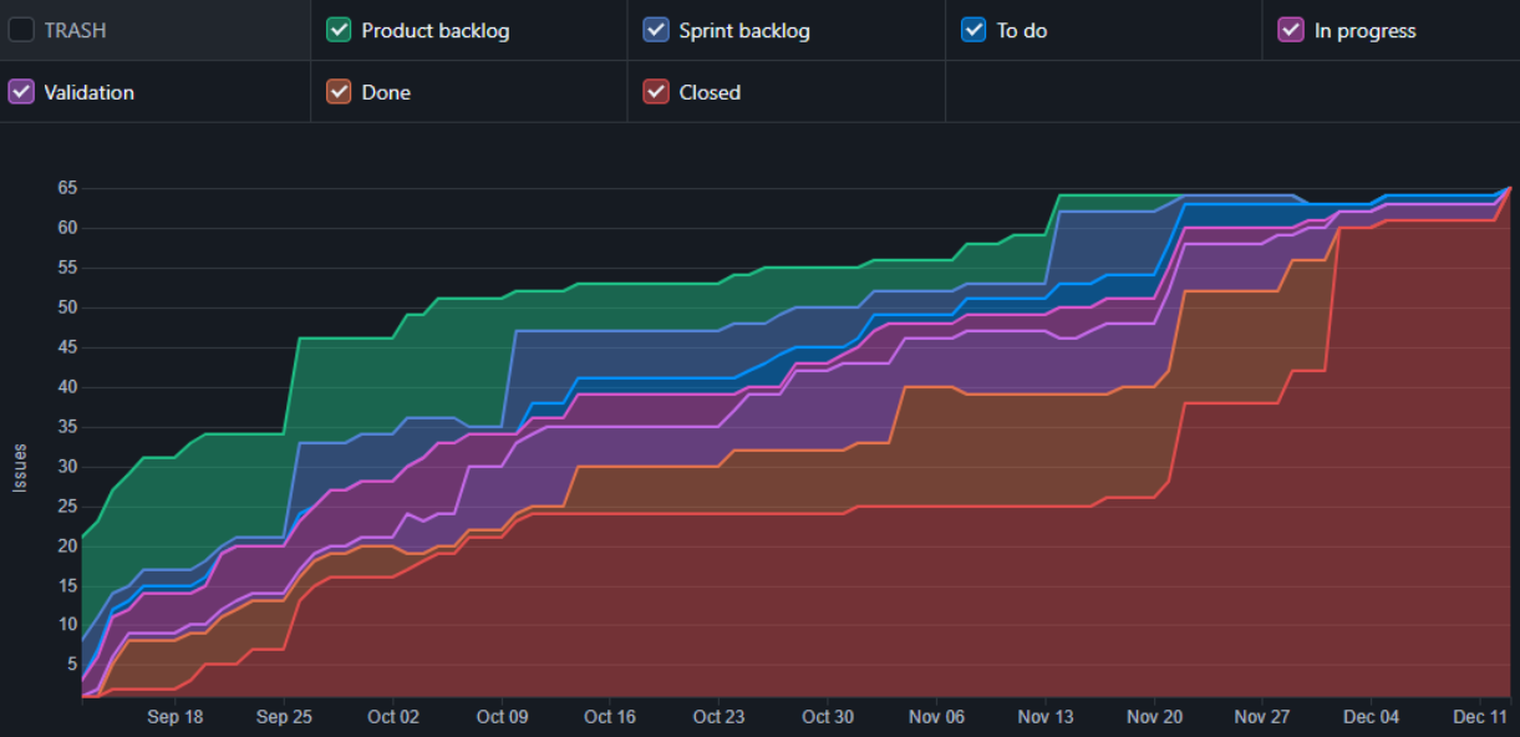 TRASH
Product backlog
Sprint backlog
To do
In progress
Validation
Done
Closed
65
60
55
50
45
40
35
30
25
20
15
10
5
Issues
Sep 18
Sep 25
Oct 02
Oct 09
Oct 16
Oct 23
Oct 30
Nov 06
Nov 13
Nov 20
Nov 27
Dec 04
Dec 11